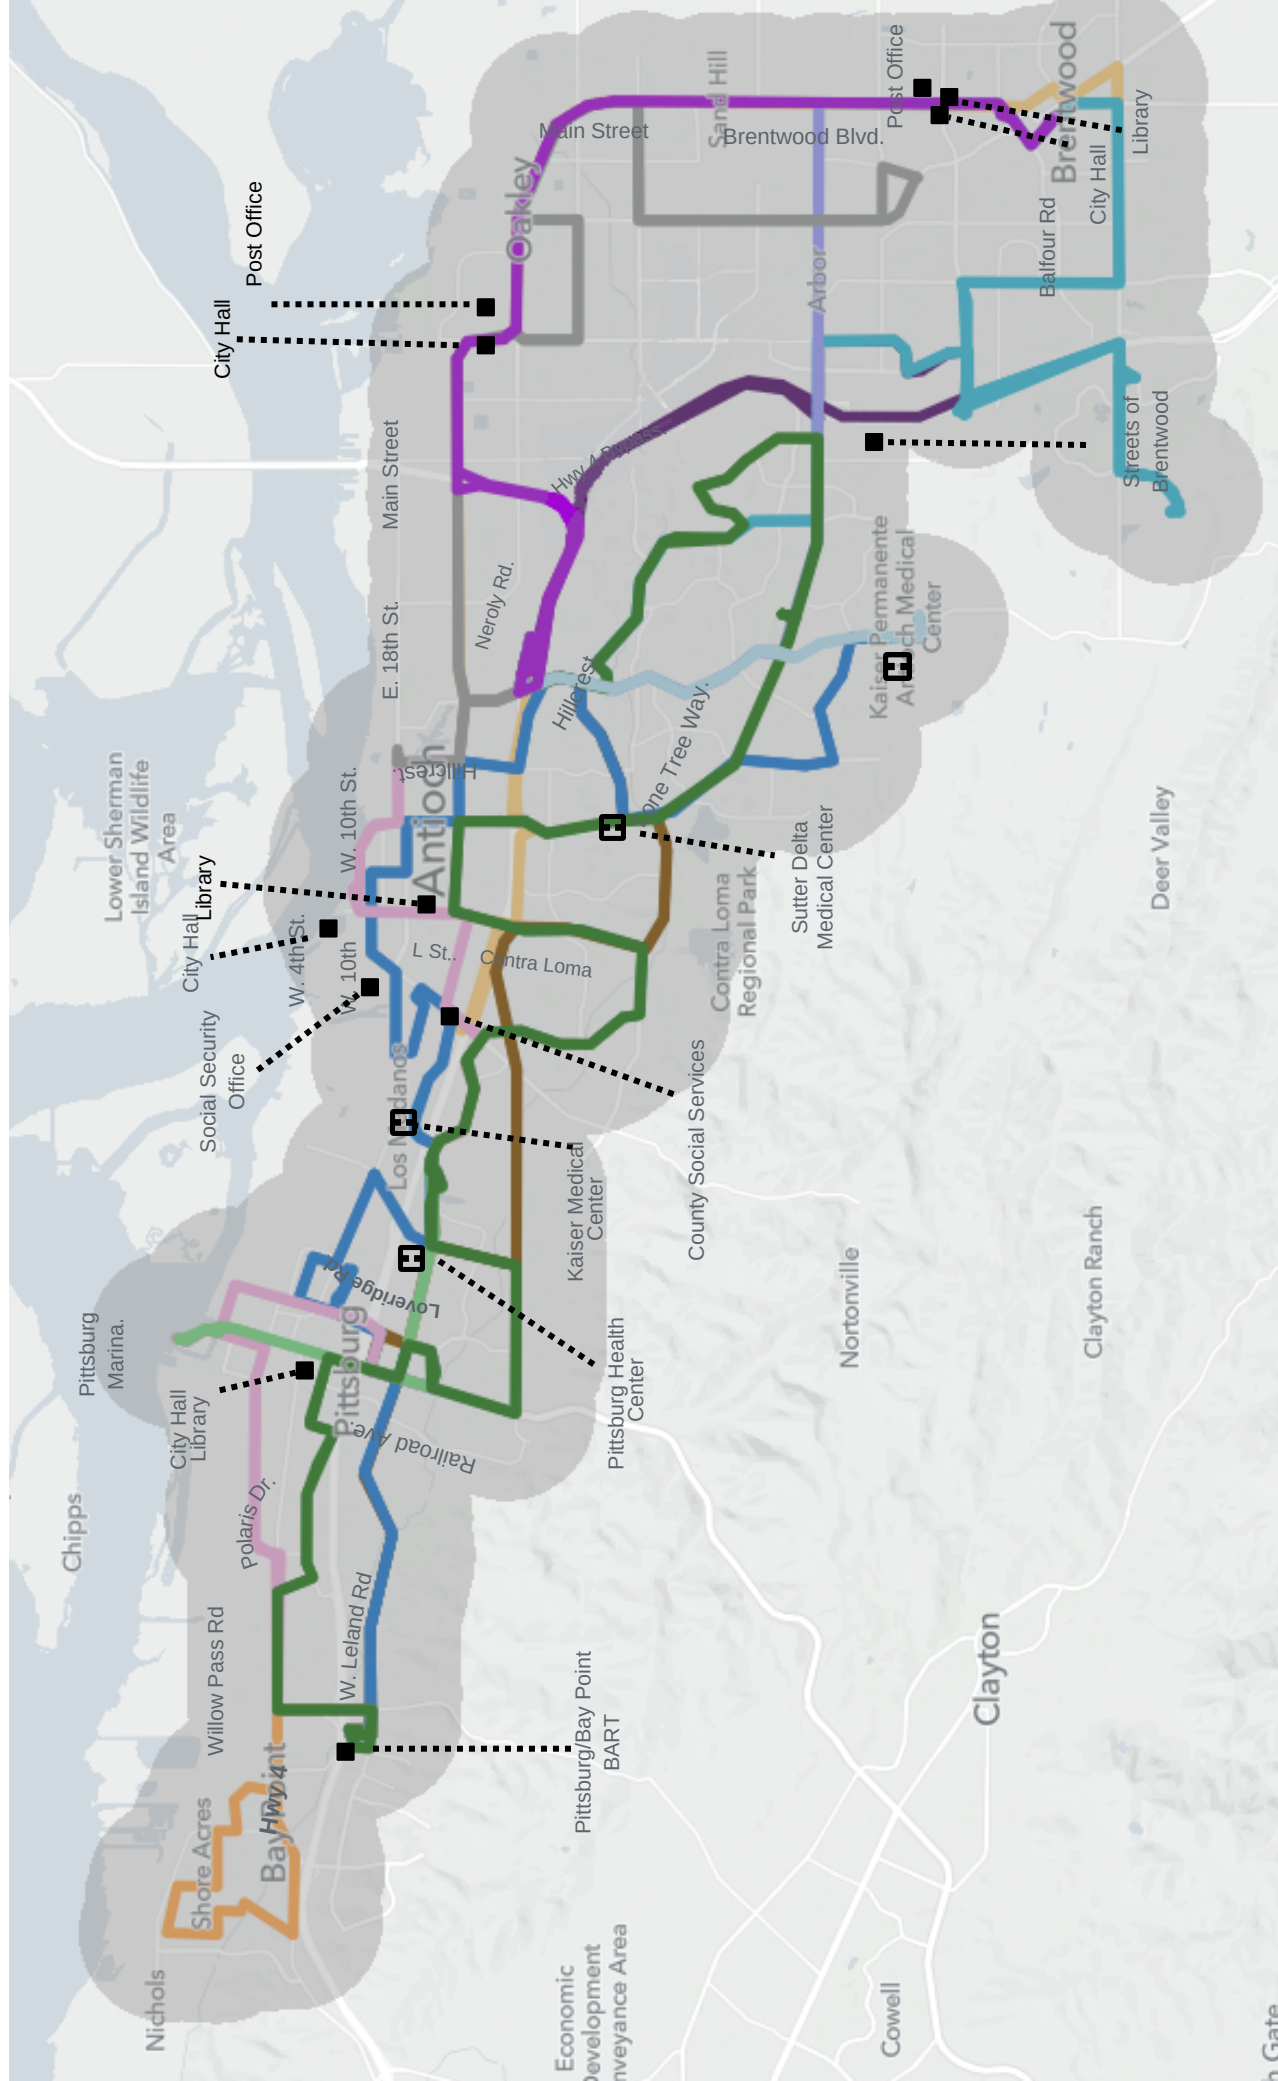 Post Office
City Hall
Main Street
E. 18th St.
Main Street
Oakley
Sand Hill
Brentwood Blvd.
Post Office
Brentwood
Library
City Hall
Balfour Rd
Arbor
Streets of
Brentwood
Hwy 4 Bypass.
Neroly Rd.
Kaiser Permanente
Antioch Medical
Center
Hillcrest
Lone Tree Way.
Hillcrest.
Antioch
Lower Sherman
Island Wildlife
Area
W. 10th St.
Library
City Hall
W. 4th St.
W. 10th
L St..
Contra Loma
Contra Loma
Regional Park
Sutter Delta
Medical Center
Deer Valley
Social Security
Office
Los Medanos
County Social Services
Kaiser Medical
Center
Loveridge Rd
Pittsburg
Marina.
City Hall
Library
Pittsburg
Pittsburg Health
Center
Railroad Ave.
Nortonville
Clayton Ranch
Chipps
Polaris Dr.
Willow Pass Rd
W. Leland Rd
Pittsburg/Bay Point
BART
Clayton
Hwy 4
Bay Point
Shore Acres
Nichols
Economic
Development
nveyance Area
Cowell
h Gate